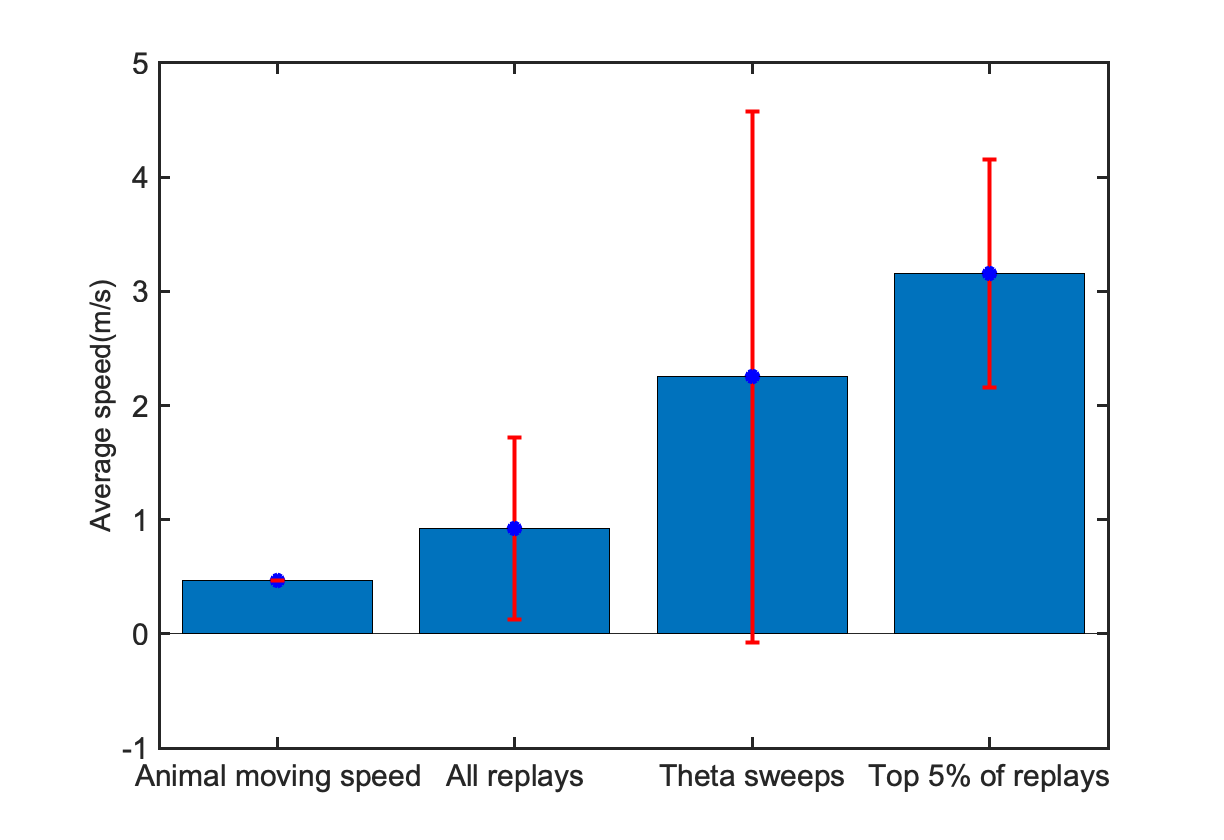 5
4
3
2
1
0
-1
Average speed(m/s)
Animal moving speed
All replays
Theta sweeps
Top 5% of replays